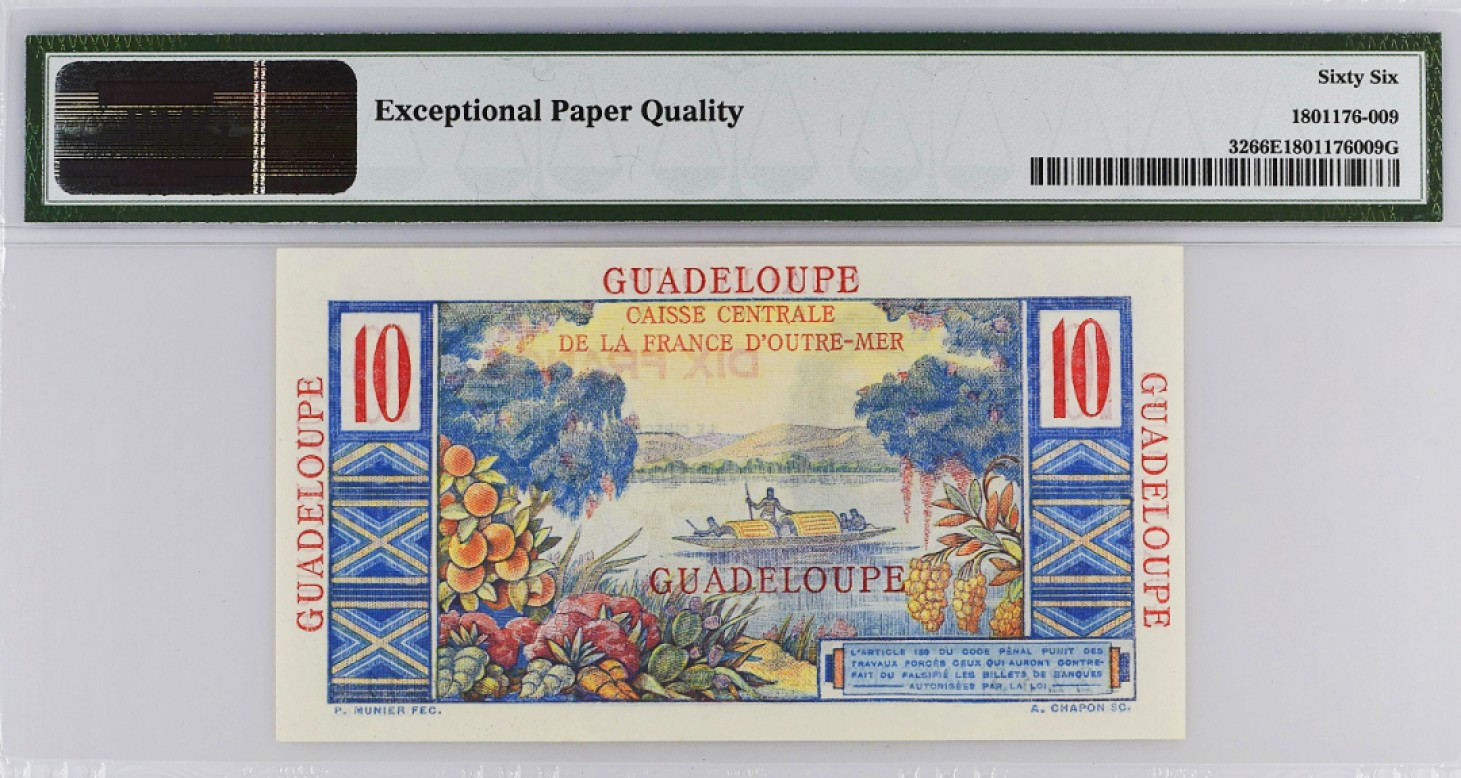 Exceptional Paper Quality
Sixty Six
1801176-009
3266E1801176009G
GUADELOUPE
CAISSE CENTRALE
DE LA FRANCE D'OUTRE-MER
10
10
GUADELOUPE
GUADELOUPE
GUADELOUPE
L'ARTICLE 139 DU CODE PÉNAL PUNIT DES
TRAVAUX FORCÉS CEUX QUI AURONT CONTRE-
FAIT OU FALSIFIÉ LES BILLETS DE BANQUES
AUTORISÉES PAR LA LOI
P. MUNIER FEC.
A. CHAPON SC.